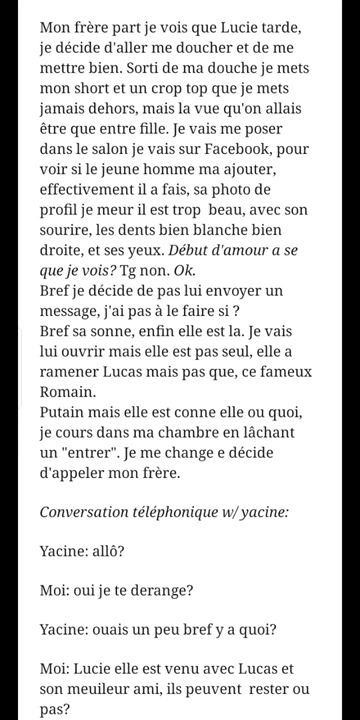 Mon frère part je vois que Lucie tarde,
je décide d'aller me doucher et de me
mettre bien. Sorti de ma douche je mets
mon short et un crop top que je mets
jamais dehors, mais la vue qu'on allais
être que entre fille. Je vais me poser
dans le salon je vais sur Facebook, pour
voir si le jeune homme ma ajouter,
effectivement il a fais, sa photo de
profil je meur il est trop  beau, avec son
sourire, les dents bien blanche bien
droite, et ses yeux. Début d'amour a se
que je vois? Tg non. Ok.
Bref je décide de pas lui envoyer un
message, j'ai pas à le faire si ?
Bref sa sonne, enfin elle est la. Je vais
lui ouvrir mais elle est pas seul, elle a
ramener Lucas mais pas que, ce fameux
Romain.
Putain mais elle est conne elle ou quoi,
je cours dans ma chambre en lâchant
un "entrer". Je me change e décide
d'appeler mon frère.
Conversation téléphonique w/ yacine:
Yacine: allô?
Moi: oui je te derange?
Yacine: ouais un peu bref y a quoi?
Moi: Lucie elle est venu avec Lucas et
son meuileur ami, ils peuvent  rester ou
pas?